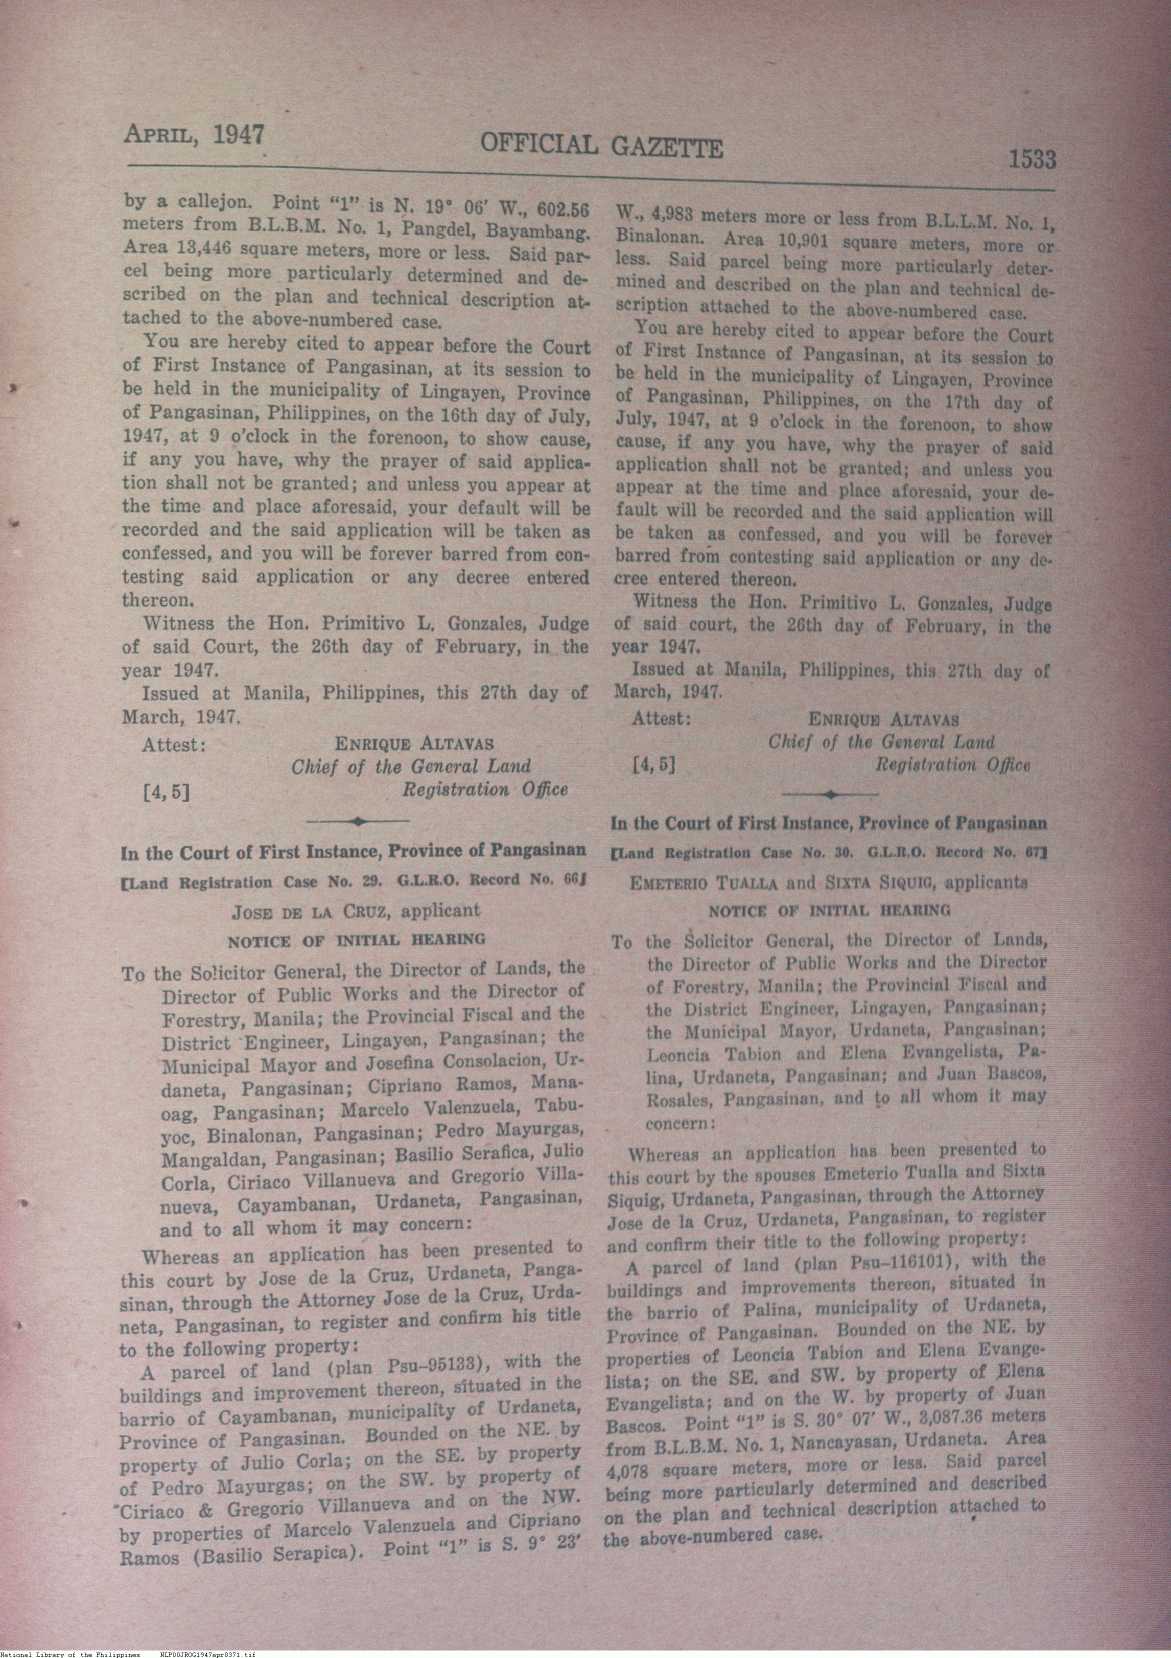 APRIL, 1947
OFFICIAL GAZETTE
1533
by a callejon. Point “1” is N. 19° 06′ W., 602.56
meters from B.L.B.M. No. 1, Pangdel, Bayambang.
Area 13,446 square meters, more or less. Said par-
cel being more particularly determined and de-
scribed on the plan and technical description at-
tached to the above-numbered case.
You are hereby cited to appear before the Court
of First Instance of Pangasinan, at its session to
be held in the municipality of Lingayen, Province
of Pangasinan, Philippines, on the 16th day of July,
1947, at 9 o’clock in the forenoon, to show cause,
if any you have, why the prayer of said applica-
tion shall not be granted; and unless you appear at
the time and place aforesaid, your default will be
recorded and the said application will be taken as
confessed, and you will be forever barred from con-
testing said application or any decree entered
thereon.
Witness the Hon. Primitivo L. Gonzales, Judge
of said Court, the 26th day of February, in the
year 1947.
Issued at Manila, Philippines, this 27th day of
March, 1947.
Attest: ENRIQUE ALTAVAS
Chief of the General Land
[4, 5] Registration Office
In the Court of First Instance, Province of Pangasinan
[Land Registration Case No. 29. G.L.R.O. Record No. 66]
JOSE DE LA CRUZ, applicant
NOTICE OF INITIAL HEARING
To the Solicitor General, the Director of Lands, the
Director of Public Works and the Director of
Forestry, Manila; the Provincial Fiscal and the
District Engineer, Lingayen, Pangasinan; the
Municipal Mayor and Josefina Consolacion, Ur-
daneta, Pangasinan; Cipriano Ramos, Mana-
oag, Pangasinan; Marcelo Valenzuela, Tabu-
yoc, Binalonan, Pangasinan; Pedro Mayurgas,
Mangaldan, Pangasinan; Basilio Serafica, Julio
Corla, Ciriaco Villanueva and Gregorio Villa-
nueva, Cayambanan, Urdaneta, Pangasinan,
and to all whom it may concern:
Whereas an application has been presented to
this court by Jose de la Cruz, Urdaneta, Panga-
sinan, through the Attorney Jose de la Cruz, Urda-
neta, Pangasinan, to register and confirm his title
to the following property:
A parcel of land (plan Psu–95133), with the
buildings and improvement thereon, situated in the
barrio of Cayambanan, municipality of Urdaneta,
Province of Pangasinan. Bounded on the NE. by
property of Julio Corla; on the SE. by property
of Pedro Mayurgas; on the SW. by property of
Ciriaco & Gregorio Villanueva and on the NW.
by properties of Marcelo Valenzuela and Cipriano
Ramos (Basilio Serapica). Point “1” is S. 9° 23′
W., 4,983 meters more or less from B.L.L.M. No. 1,
Binalonan. Area 10,901 square meters, more or
less. Said parcel being more particularly deter-
mined and described on the plan and technical de-
scription attached to the above-numbered case.
You are hereby cited to appear before the Court
of First Instance of Pangasinan, at its session to
be held in the municipality of Lingayen, Province
of Pangasinan, Philippines, on the 17th day of
July, 1947, at 9 o’clock in the forenoon, to show
cause, if any you have, why the prayer of said
application shall not be granted; and unless you
appear at the time and place aforesaid, your de-
fault will be recorded and the said application will
be taken as confessed, and you will be forever
barred from contesting said application or any de-
cree entered thereon.
Witness the Hon. Primitivo L. Gonzales, Judge
of said court, the 26th day of February, in the
year 1947.
Issued at Manila, Philippines, this 27th day of
March, 1947.
Attest: ENRIQUE ALTAVAS
Chief of the General Land
[4, 5] Registration Office
In the Court of First Instance, Province of Pangasinan
[Land Registration Case No. 30. G.L.R.O. Record No. 67]
EMETERIO TUALLA and SIXTA SIQUIG, applicants
NOTICE OF INITIAL HEARING
To the Solicitor General, the Director of Lands,
the Director of Public Works and the Director
of Forestry, Manila; the Provincial Fiscal and
the District Engineer, Lingayen, Pangasinan;
the Municipal Mayor, Urdaneta, Pangasinan;
Leoncia Tabion and Elena Evangelista, Pa-
lina, Urdaneta, Pangasinan; and Juan Bascos,
Rosales, Pangasinan, and to all whom it may
concern:
Whereas an application has been presented to
this court by the spouses Emeterio Tualla and Sixta
Siquig, Urdaneta, Pangasinan, through the Attorney
Jose de la Cruz, Urdaneta, Pangasinan, to register
and confirm their title to the following property:
A parcel of land (plan Psu–116101), with the
buildings and improvements thereon, situated in
the barrio of Palina, municipality of Urdaneta,
Province of Pangasinan. Bounded on the NE. by
properties of Leoncia Tabion and Elena Evange-
lista; on the SE. and SW. by property of Elena
Evangelista; and on the W. by property of Juan
Bascos. Point “1” is S. 30° 07′ W., 3,087.36 meters
from B.L.B.M. No. 1, Nancayasan, Urdaneta. Area
4,078 square meters, more or less. Said parcel
being more particularly determined and described
on the plan and technical description attached to
the above-numbered case.
National Library of the Philippines NLP00JROG1947apr0371.tif